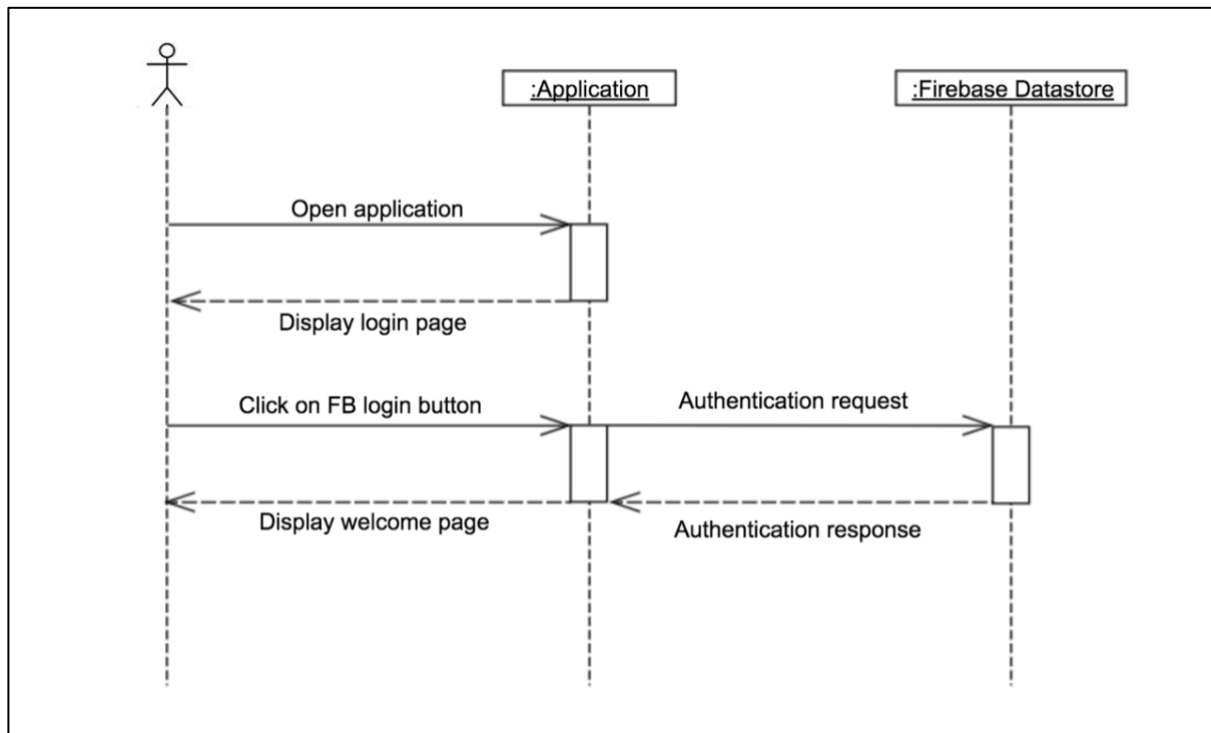 :Application
:Firebase Datastore
Open application
Display login page
Click on FB login button
Authentication request
Display welcome page
Authentication response